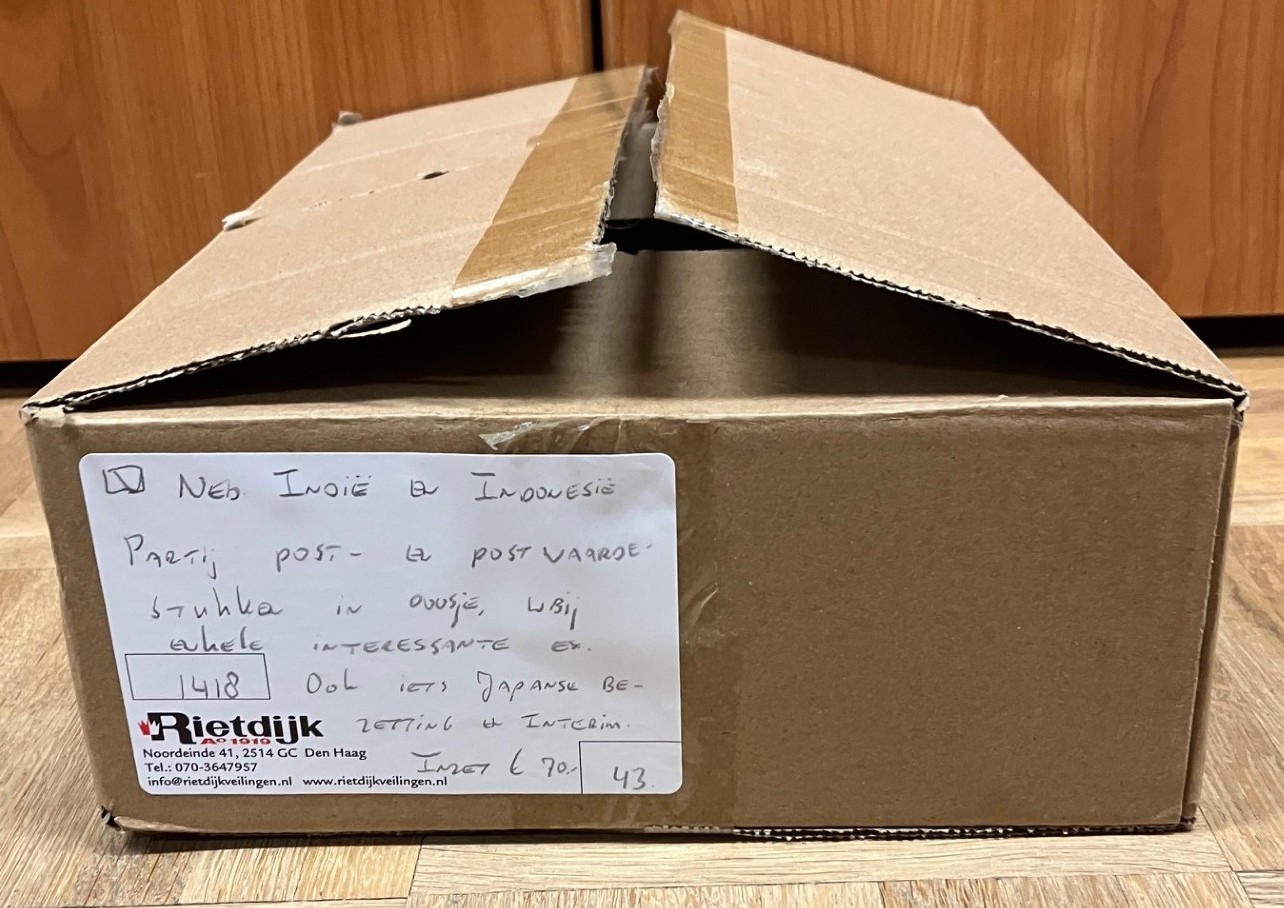 Ned. Indië en Indonesië
Partij post- en postwaarde-
stukken in doosje, wbij
enkele interessante ex.
1418 Ook iets Japanse be-
zetting en Interim.
Rietdijk
Ao 1919
Noordeinde 41, 2514 GC Den Haag
Tel.: 070-3647957
info@rietdijkveilingen.nl www.rietdijkveilingen.nl
Inzet € 70.-
43.